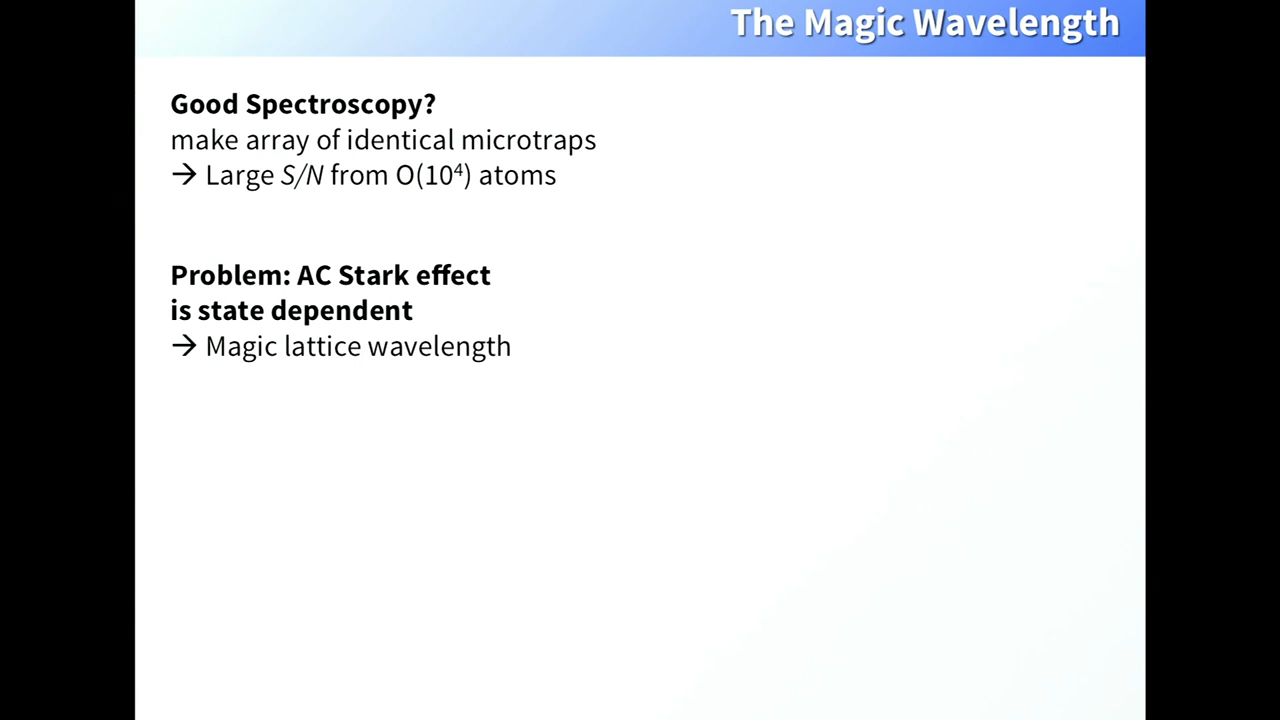 The Magic Wavelength
Good Spectroscopy?
make array of identical microtraps
→ Large S/N from O(10⁴) atoms
Problem: AC Stark effect
is state dependent
→ Magic lattice wavelength